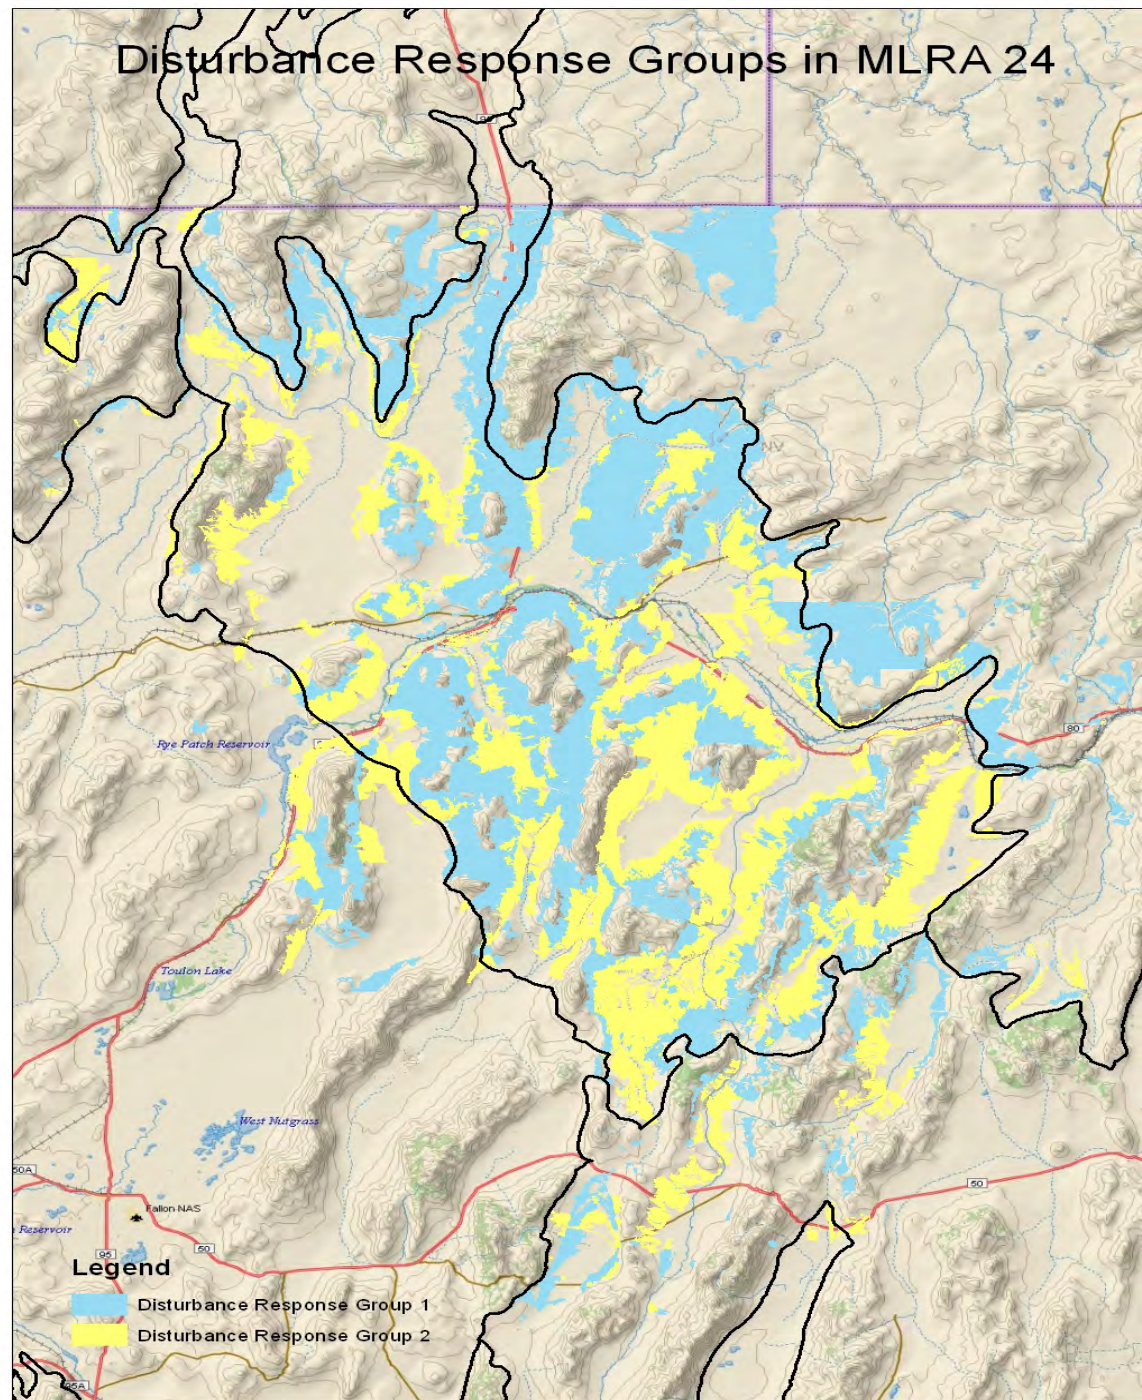 Disturbance Response Groups in MLRA 24
NV
Rye Patch Reservoir
80
Toulon Lake
West Nutgrass
50A
Fallon NAS
50
Reservoir
95
50
Legend
Disturbance Response Group 1
Disturbance Response Group 2
95A